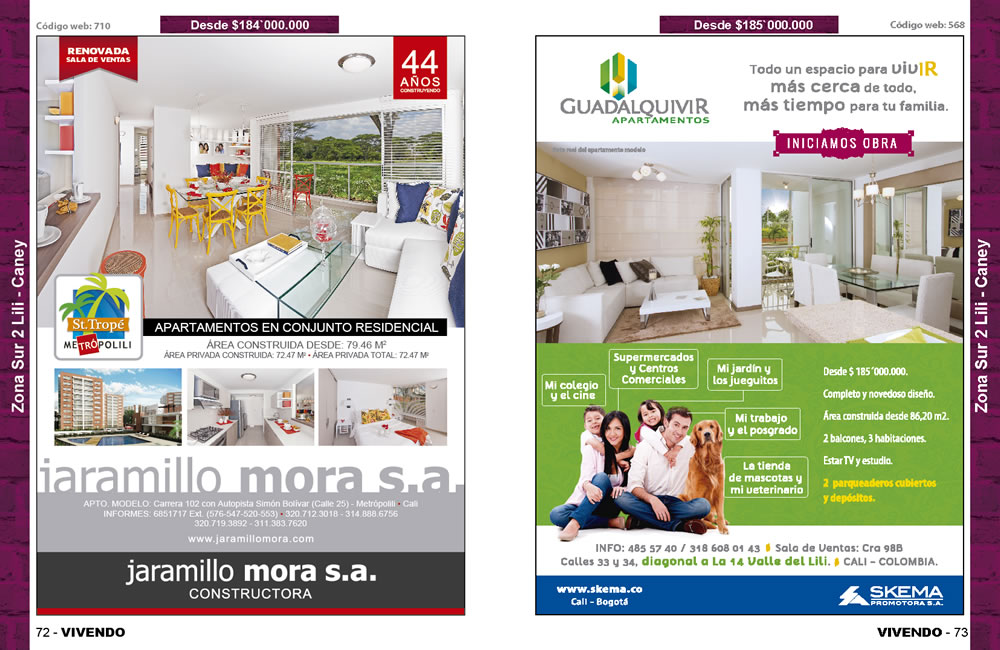 Código web: 710
Desde $184`000.000
RENOVADA
SALA DE VENTAS
44
AÑOS
CONSTRUYENDO
St. Tropé
METRÓPOLILI
APARTAMENTOS EN CONJUNTO RESIDENCIAL
ÁREA CONSTRUIDA DESDE: 79.46 M²
ÁREA PRIVADA CONSTRUIDA: 72.47 M² • ÁREA PRIVADA TOTAL: 72.47 M²
jaramillo mora s.a.
APTO. MODELO: Carrera 102 con Autopista Simón Bolívar (Calle 25) - Metrópolili • Cali
INFORMES: 6851717 Ext. (576-547-520-553) • 320.712.3018 - 314.888.6756
320.719.3892 - 311.383.7620
www.jaramillomora.com
jaramillo mora s.a.
CONSTRUCTORA
Zona Sur 2 Lili - Caney
72 - VIVENDO
Desde $185`000.000
Código web: 568
GUADALQUIVIR
APARTAMENTOS
Todo un espacio para vivIR
más cerca de todo,
más tiempo para tu familia.
INICIAMOS OBRA
Foto real del apartamento modelo
Supermercados
y Centros
Comerciales
Mi jardín y
los jueguitos
Mi colegio
y el cine
Mi trabajo
y el posgrado
La tienda
de mascotas y
mi veterinario
Desde $ 185´000.000.
Completo y novedoso diseño.
Área construida desde 86,20 m2.
2 balcones, 3 habitaciones.
Estar TV y estudio.
2 parqueaderos cubiertos
y depósitos.
INFO: 485 57 40 / 318 608 01 43 Sala de Ventas: Cra 98B
Calles 33 y 34, diagonal a La 14 Valle del Lili. CALI - COLOMBIA.
www.skema.co
Cali - Bogotá
SKEMA
PROMOTORA S.A.
Zona Sur 2 Lili - Caney
VIVENDO - 73